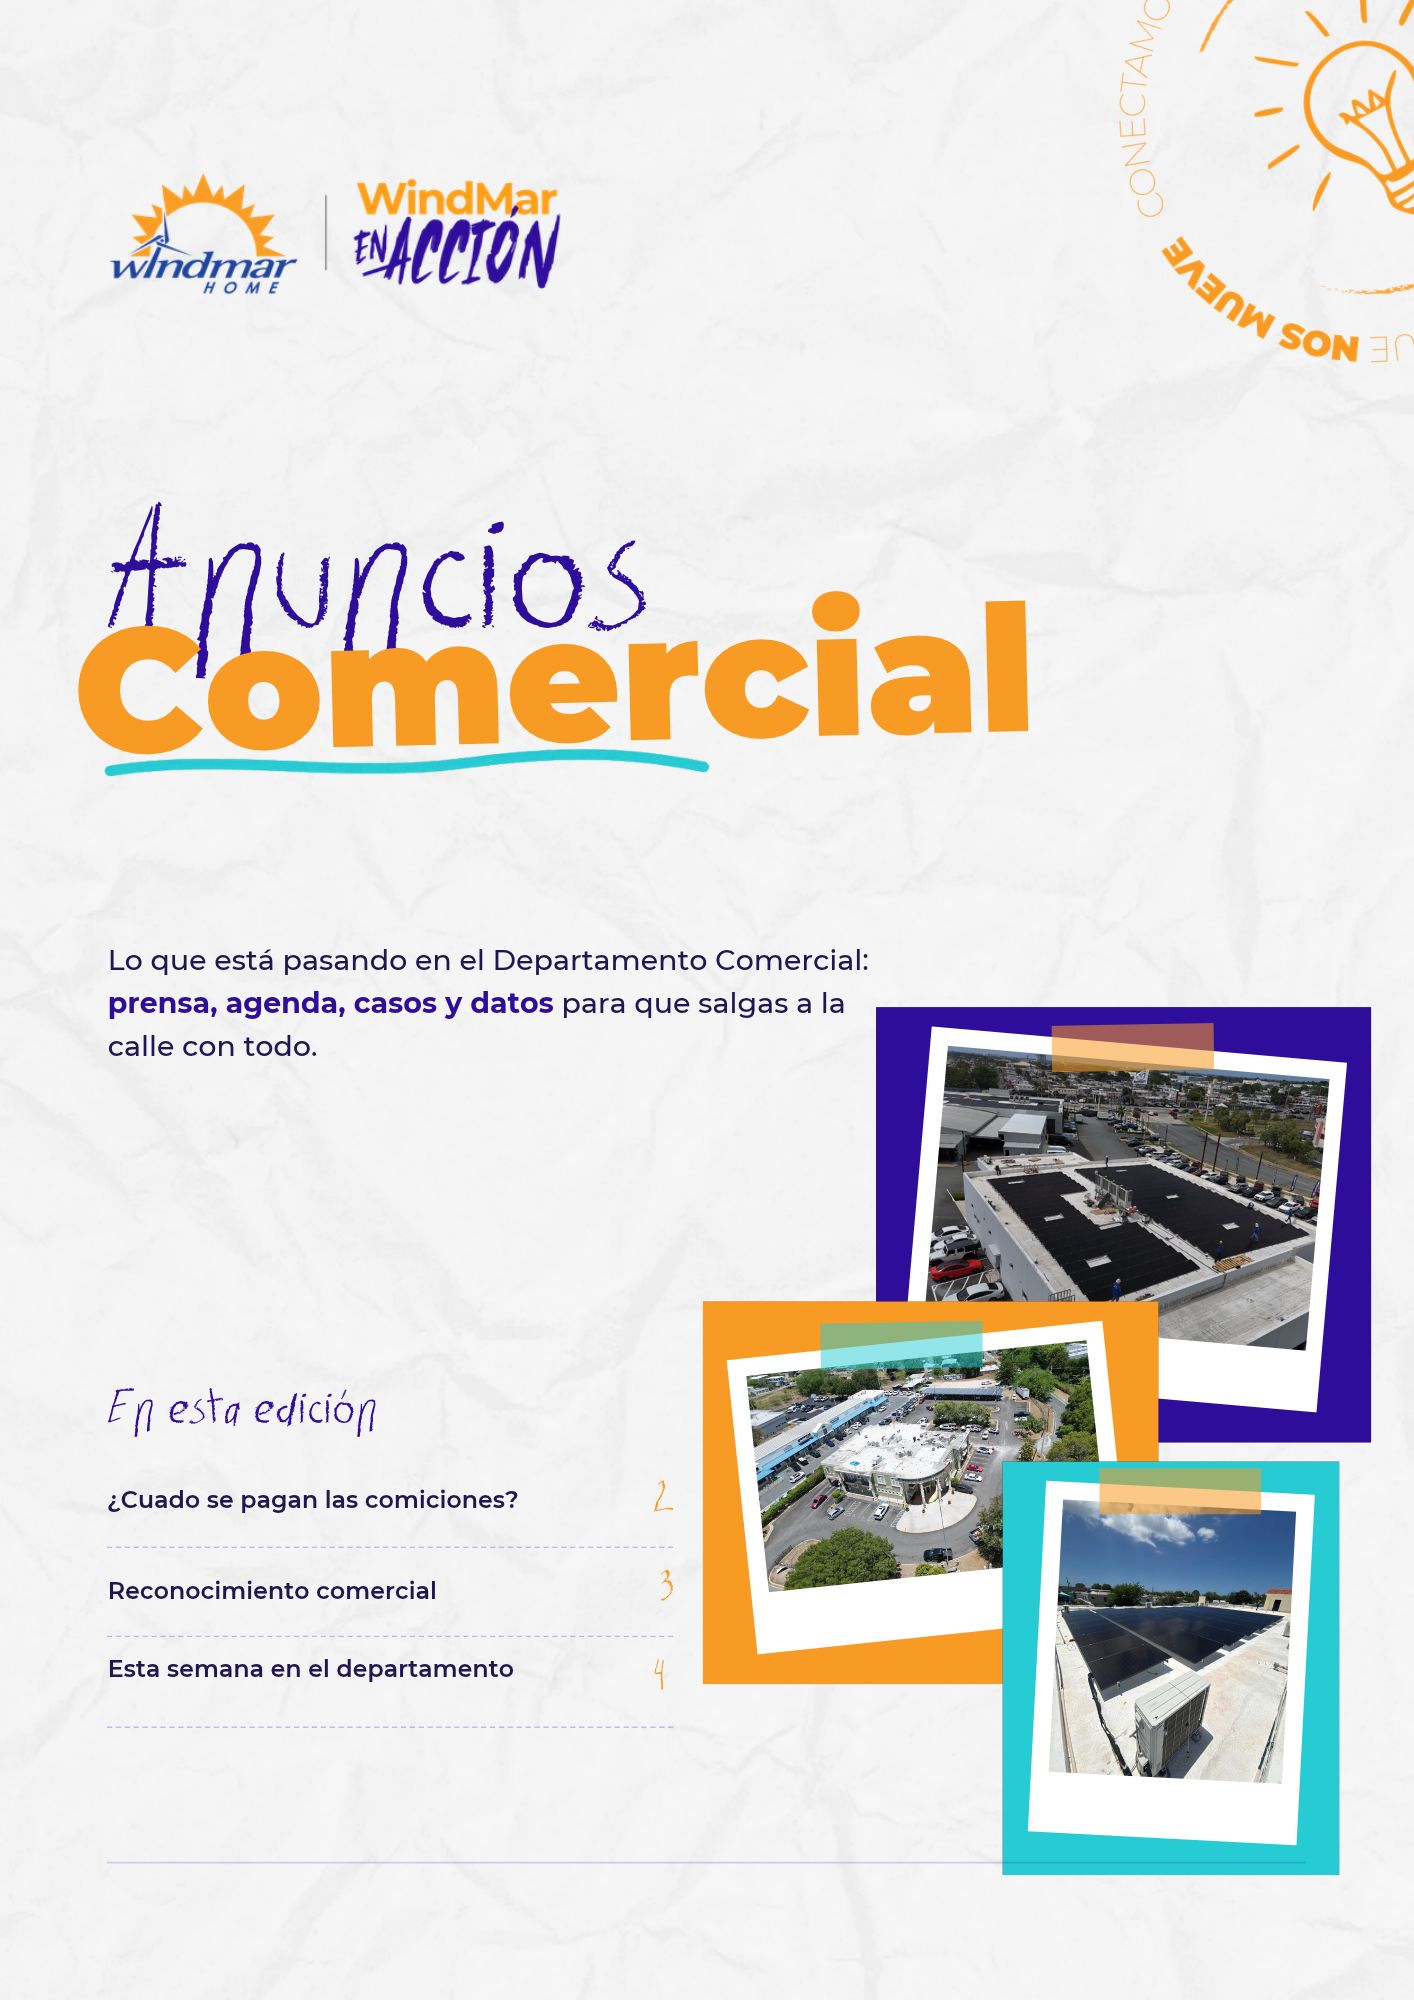 windmar
HOME
WindMar
EN ACCIÓN
CONECTAMO
UE NOS MUEVE
Anuncios
Comercial
Lo que está pasando en el Departamento Comercial:
prensa, agenda, casos y datos para que salgas a la
calle con todo.
En esta edición
¿Cuado se pagan las comiciones? 2
Reconocimiento comercial 3
Esta semana en el departamento 4